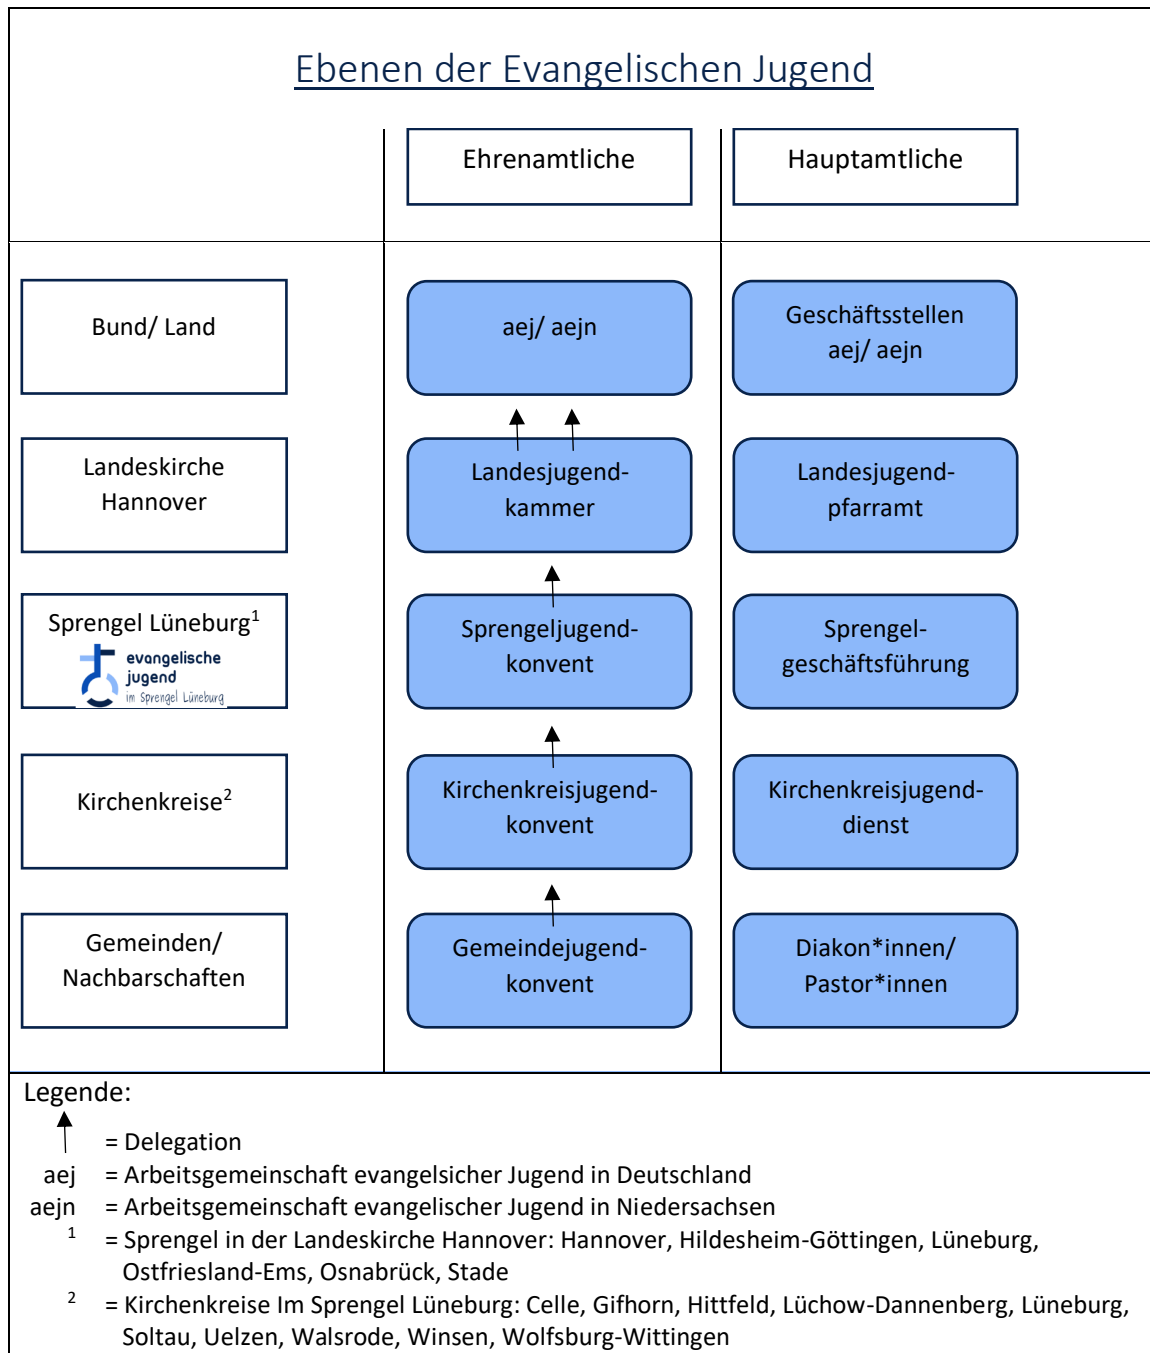 Ebenen der Evangelischen Jugend
Ehrenamtliche
Hauptamtliche
Bund/ Land
aej/ aejn
Geschäftsstellen
aej/ aejn
Landeskirche
Hannover
Landesjugend-
kammer
Landesjugend-
pfarramt
Sprengel Lüneburg¹
evangelische
jugend
im Sprengel Lüneburg
Sprengeljugend-
konvent
Sprengel-
geschäftsführung
Kirchenkreise²
Kirchenkreisjugend-
konvent
Kirchenkreisjugend-
dienst
Gemeinden/
Nachbarschaften
Gemeindejugend-
konvent
Diakon*innen/
Pastor*innen
Legende:
= Delegation
aej = Arbeitsgemeinschaft evangelsicher Jugend in Deutschland
aejn = Arbeitsgemeinschaft evangelischer Jugend in Niedersachsen
¹ = Sprengel in der Landeskirche Hannover: Hannover, Hildesheim-Göttingen, Lüneburg,
Ostfriesland-Ems, Osnabrück, Stade
² = Kirchenkreise Im Sprengel Lüneburg: Celle, Gifhorn, Hittfeld, Lüchow-Dannenberg, Lüneburg,
Soltau, Uelzen, Walsrode, Winsen, Wolfsburg-Wittingen